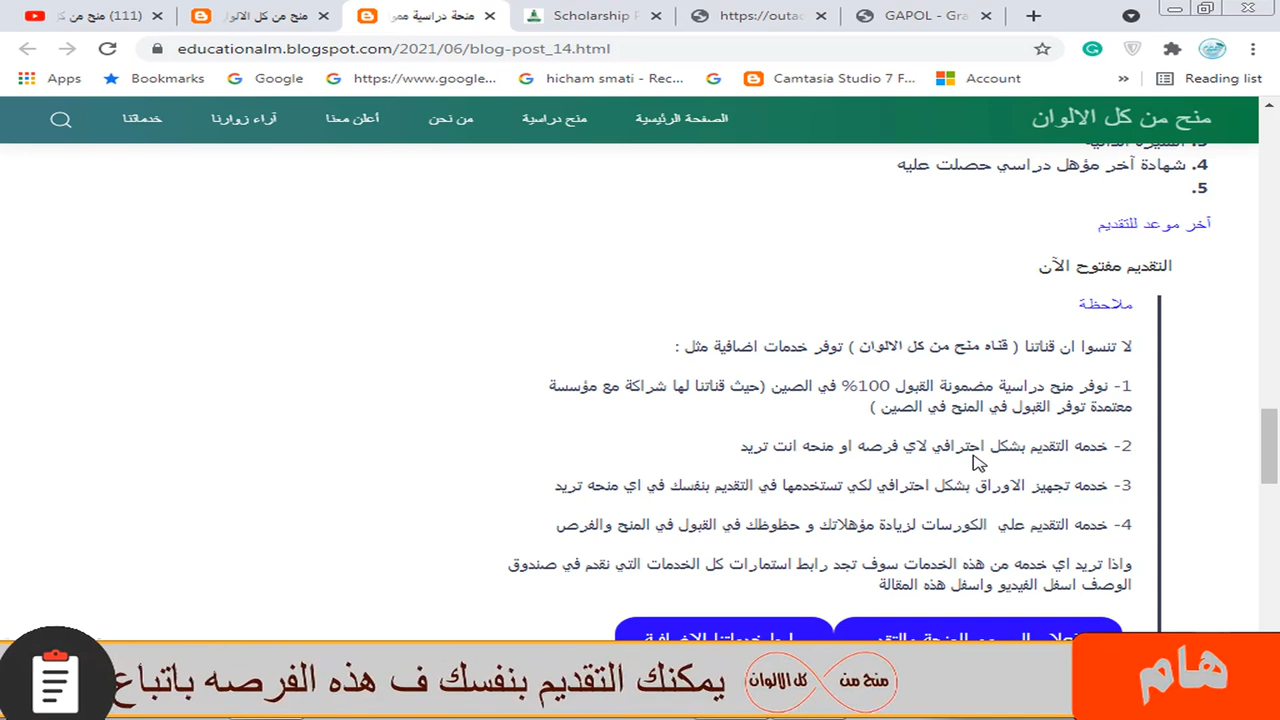 (111) منح من كل
منح من كل الالوان
منحة دراسية ممو
Scholarship
https://outac
GAPOL - Gra
educationalm.blogspot.com/2021/06/blog-post_14.html
Apps Bookmarks Google https://www.google... hicham smati - Rec... Camtasia Studio 7 F... Account » Reading list
منح من كل الالوان
الصفحة الرئيسية منح دراسية من نحن أعلن معنا آراء زوارنا خدماتنا
3. السيرة الذاتية
4. شهادة آخر مؤهل دراسي حصلت عليه
5.
آخر موعد للتقديم
التقديم مفتوح الآن
ملاحظة
لا تنسوا ان قناتنا ( قناه منح من كل الالوان ) توفر خدمات اضافية مثل :
1- نوفر منح دراسية مضمونة القبول 100% في الصين (حيث قناتنا لها شراكة مع مؤسسة
معتمدة توفر القبول في المنح في الصين )
2- خدمه التقديم بشكل احترافي لاي فرصه او منحه انت تريد
3- خدمه تجهيز الاوراق بشكل احترافي لكي تستخدمها في التقديم بنفسك في اي منحه تريد
4- خدمه التقديم علي الكورسات لزيادة مؤهلاتك و حظوظك في القبول في المنح والفرص
واذا تريد اي خدمه من هذه الخدمات سوف تجد رابط استمارات كل الخدمات التي نقدم في صندوق
الوصف اسفل الفيديو واسفل هذه المقالة
رابط خدماتنا الاضافية
هام
منح من كل الالوان
يمكنك التقديم بنفسك ف هذه الفرصه باتباع